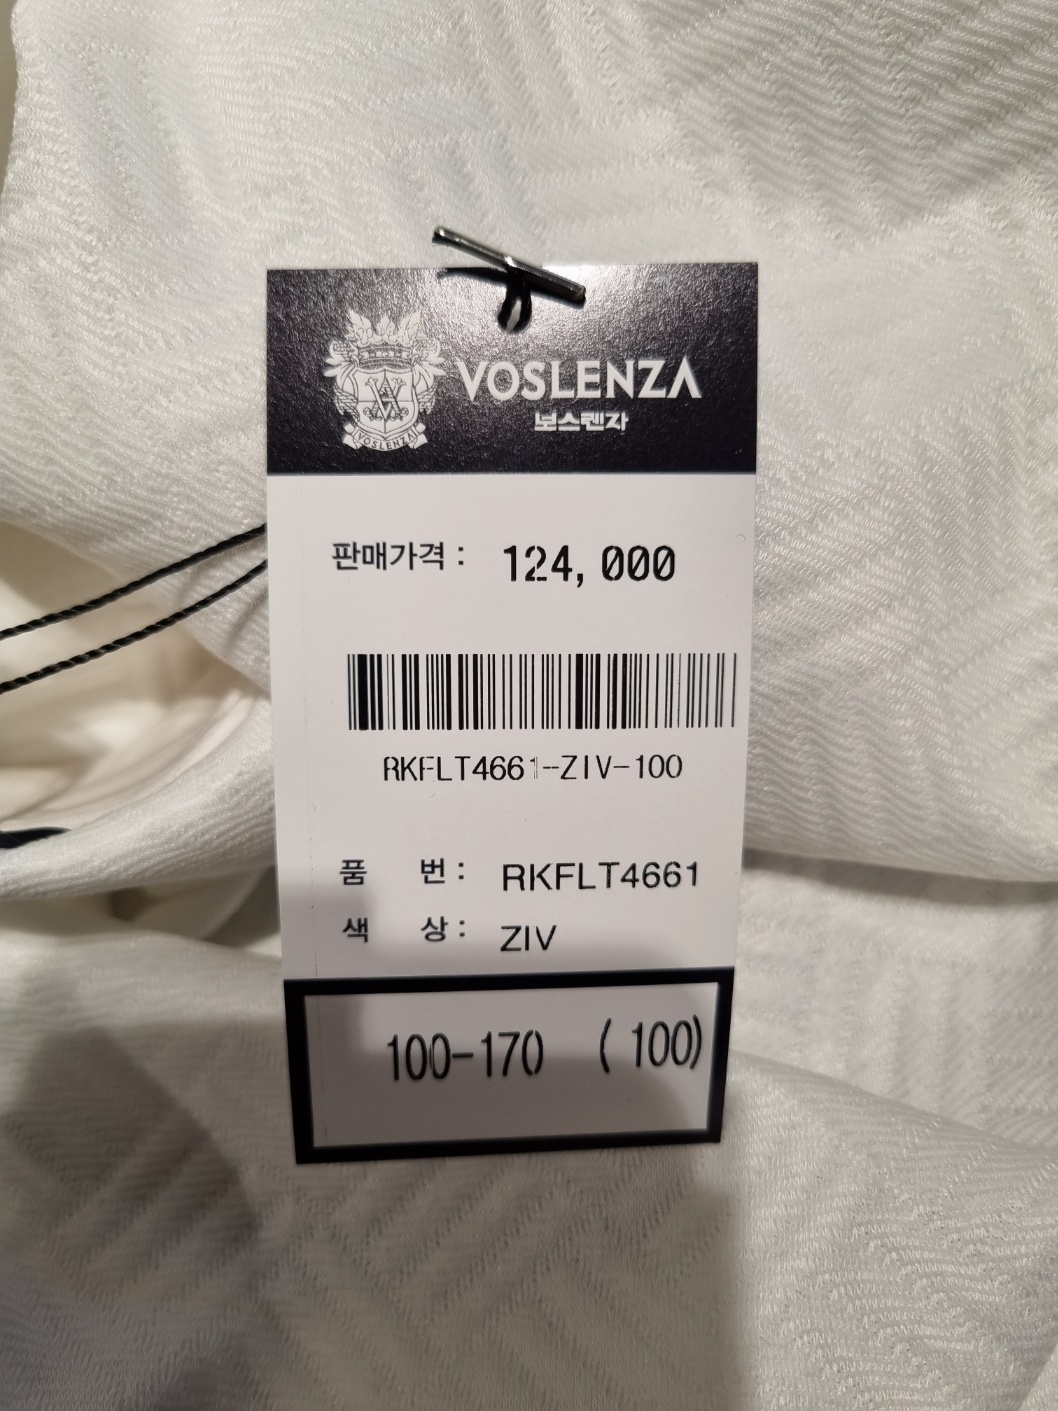 VOSLENZA
보스렌자
VOSLENZA
판매가격 : 124,000
RKFLT4661-ZIV-100
품 번 : RKFLT4661
색 상 : ZIV
100-170 ( 100)